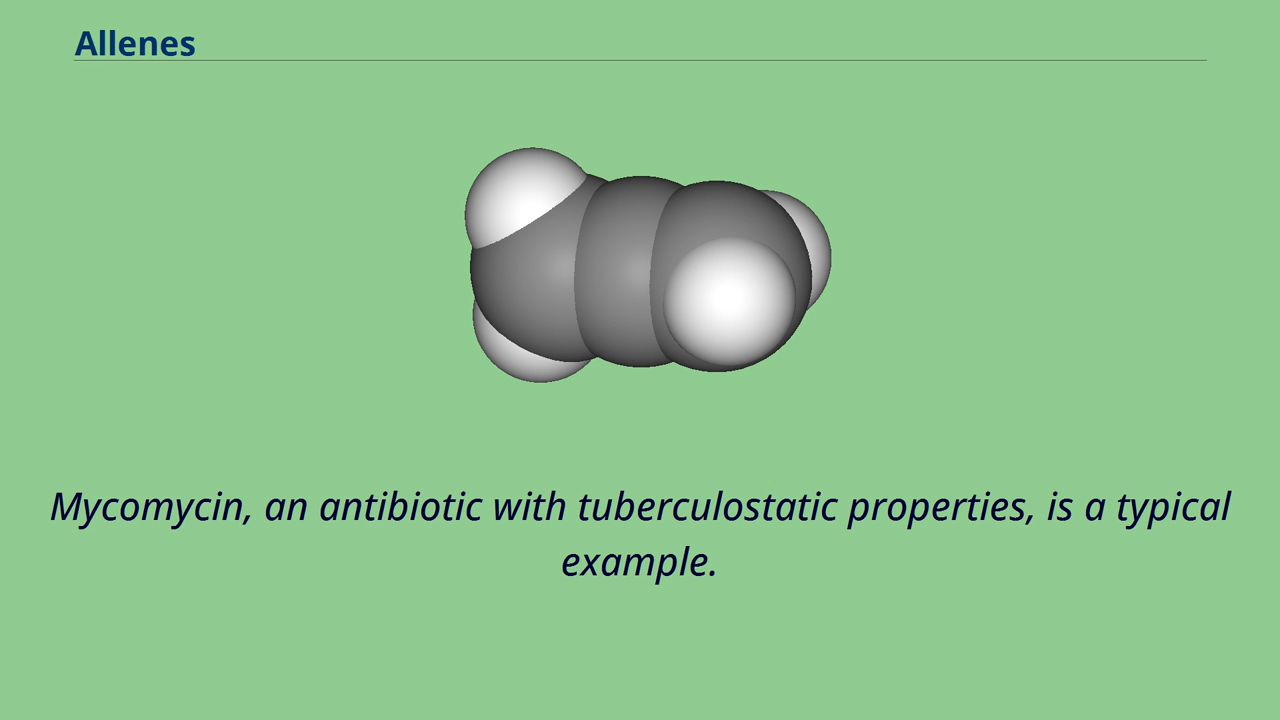 Allenes
Mycomycin, an antibiotic with tuberculostatic properties, is a typical
example.